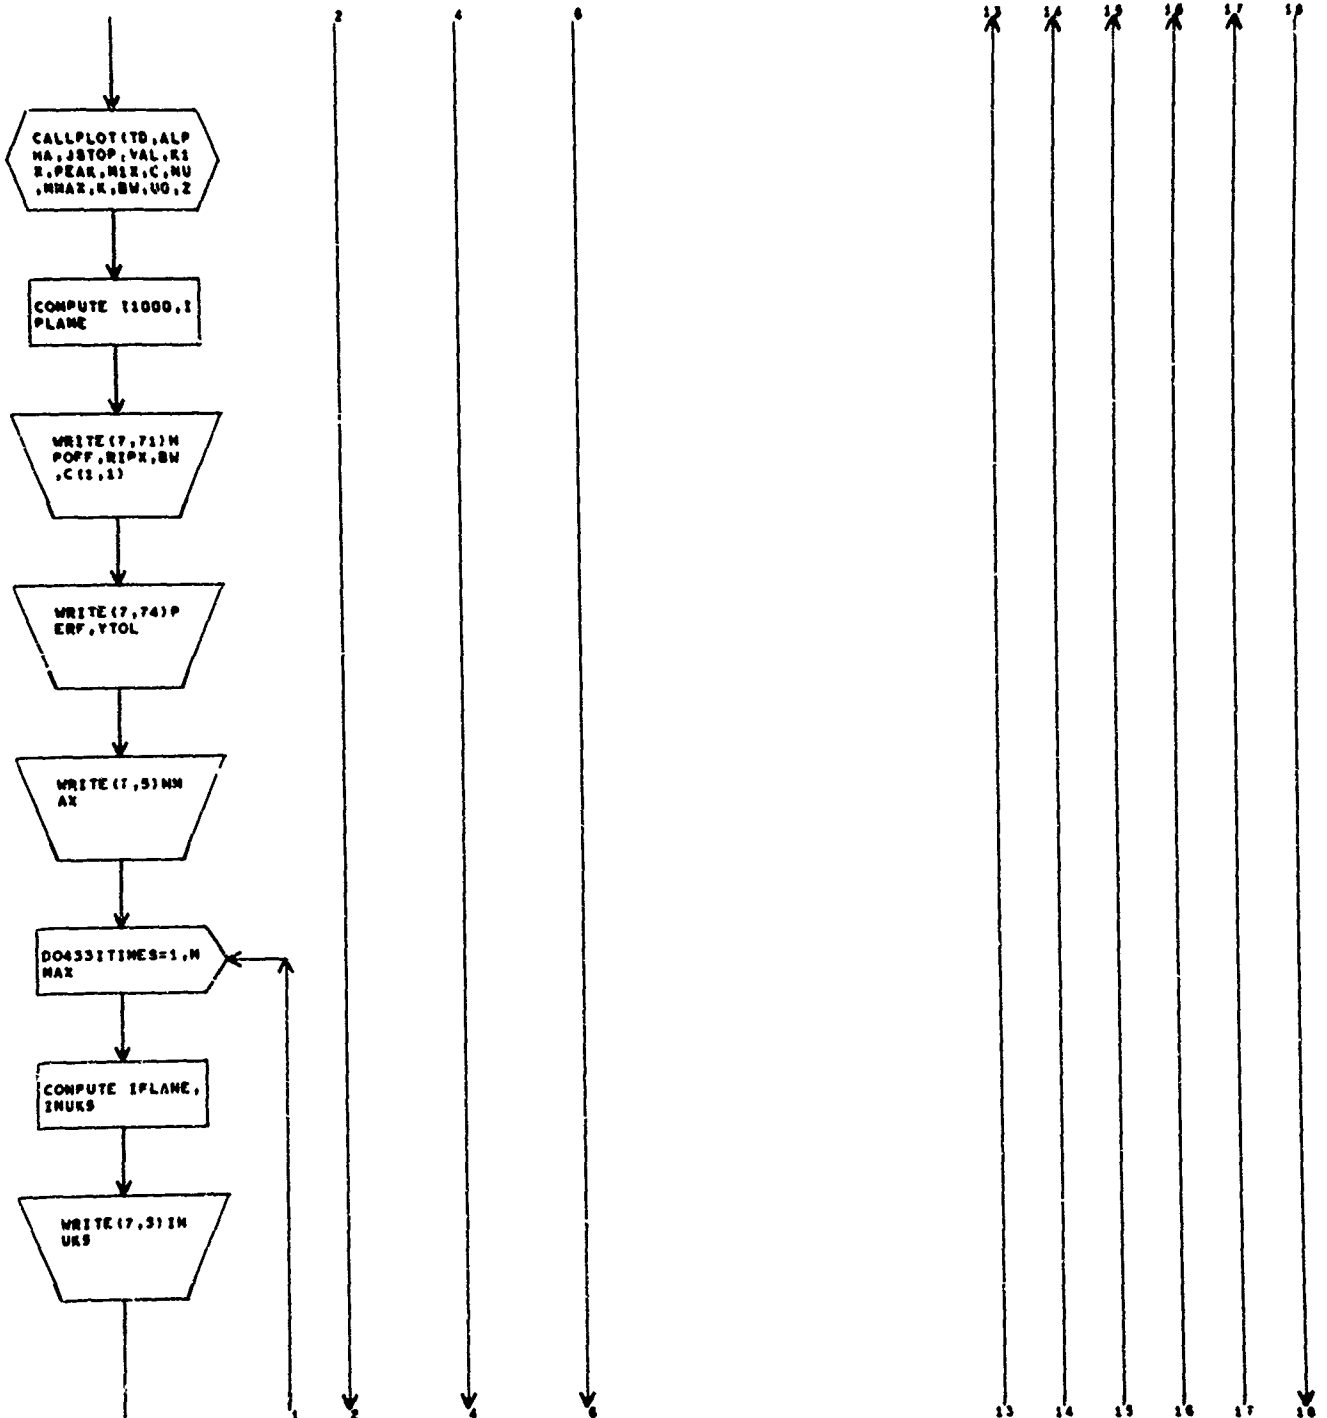 2 4 6 13 14 15 16 17 18
CALLPLOT(TD,ALP
HA,JSTOP,VAL,K1
X,PEAK,M1X,C,NU
,NMAX,K,BW,UO,Z
COMPUTE I1000,I
PLANE
WRITE(7,71)N
POFF,RIPX,BW
,C(1,1)
WRITE(7,74)P
ERF,YTOL
WRITE(7,5)NM
AX
DO433ITIMES=1,N
MAX
COMPUTE IPLANE,
INUKS
WRITE(7,3)IN
UKS
1 2 4 6 13 14 15 16 17 18